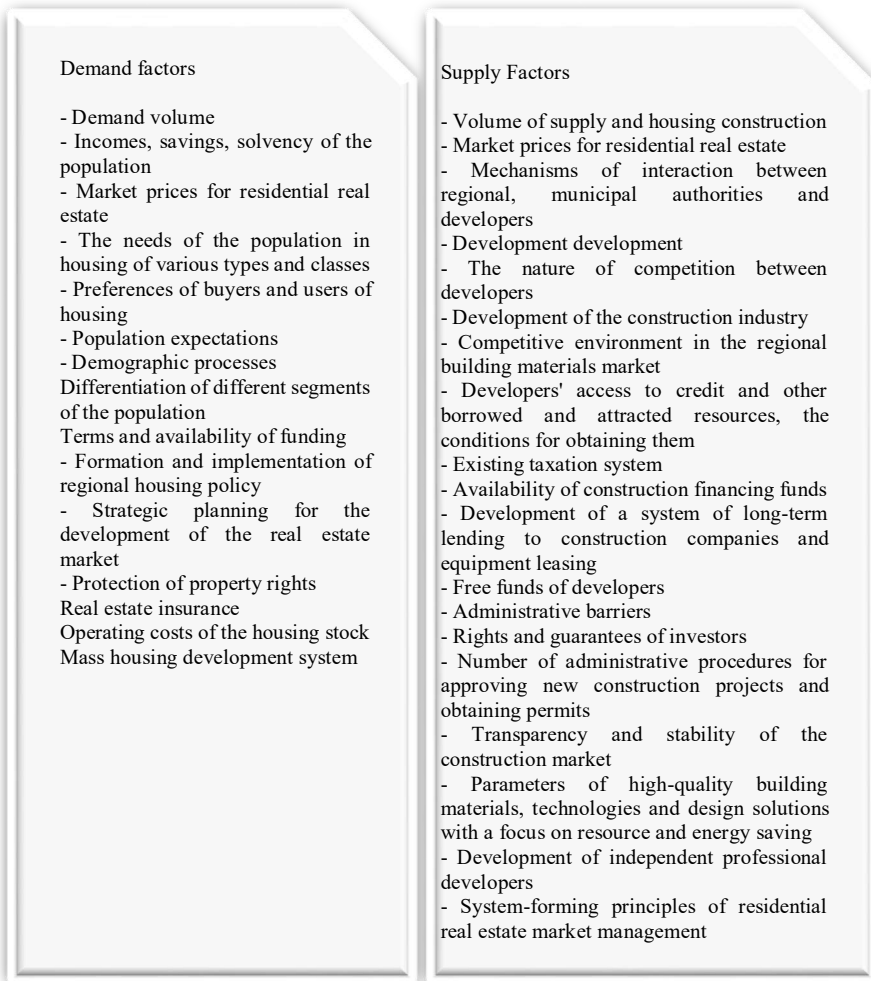 Demand factors
- Demand volume
- Incomes, savings, solvency of the
population
- Market prices for residential real
estate
- The needs of the population in
housing of various types and classes
- Preferences of buyers and users of
housing
- Population expectations
- Demographic processes
Differentiation of different segments
of the population
Terms and availability of funding
- Formation and implementation of
regional housing policy
- Strategic planning for the
development of the real estate
market
- Protection of property rights
Real estate insurance
Operating costs of the housing stock
Mass housing development system
Supply Factors
- Volume of supply and housing construction
- Market prices for residential real estate
- Mechanisms of interaction between
regional, municipal authorities and
developers
- Development development
- The nature of competition between
developers
- Development of the construction industry
- Competitive environment in the regional
building materials market
- Developers' access to credit and other
borrowed and attracted resources, the
conditions for obtaining them
- Existing taxation system
- Availability of construction financing funds
- Development of a system of long-term
lending to construction companies and
equipment leasing
- Free funds of developers
- Administrative barriers
- Rights and guarantees of investors
- Number of administrative procedures for
approving new construction projects and
obtaining permits
- Transparency and stability of the
construction market
- Parameters of high-quality building
materials, technologies and design solutions
with a focus on resource and energy saving
- Development of independent professional
developers
- System-forming principles of residential
real estate market management